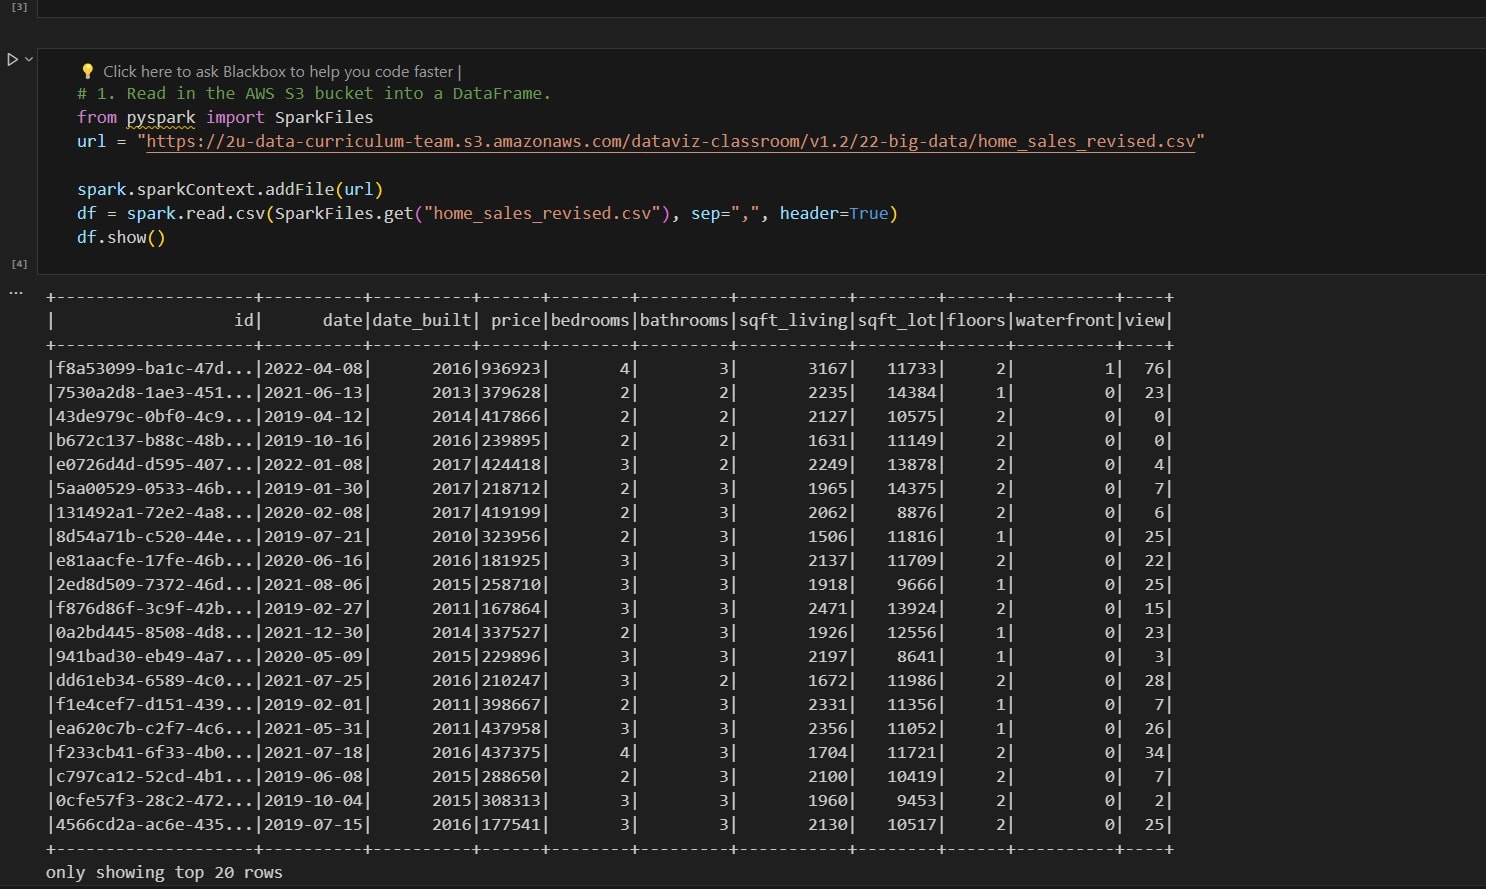 [3]
Click here to ask Blackbox to help you code faster |
# 1. Read in the AWS S3 bucket into a DataFrame.
from pyspark import SparkFiles
url = "https://2u-data-curriculum-team.s3.amazonaws.com/dataviz-classroom/v1.2/22-big-data/home_sales_revised.csv"
spark.sparkContext.addFile(url)
df = spark.read.csv(SparkFiles.get("home_sales_revised.csv"), sep=",", header=True)
df.show()
[4]
...
+--------------------+----------+----------+------+--------+---------+-----------+--------+------+----------+----+
|                  id|      date|date_built| price|bedrooms|bathrooms|sqft_living|sqft_lot|floors|waterfront|view|
+--------------------+----------+----------+------+--------+---------+-----------+--------+------+----------+----+
|f8a53099-ba1c-47d...|2022-04-08|      2016|936923|       4|        3|       3167|   11733|     2|         1|  76|
|7530a2d8-1ae3-451...|2021-06-13|      2013|379628|       2|        2|       2235|   14384|     1|         0|  23|
|43de979c-0bf0-4c9...|2019-04-12|      2014|417866|       2|        2|       2127|   10575|     2|         0|   0|
|b672c137-b88c-48b...|2019-10-16|      2016|239895|       2|        2|       1631|   11149|     2|         0|   0|
|e0726d4d-d595-407...|2022-01-08|      2017|424418|       3|        2|       2249|   13878|     2|         0|   4|
|5aa00529-0533-46b...|2019-01-30|      2017|218712|       2|        3|       1965|   14375|     2|         0|   7|
|131492a1-72e2-4a8...|2020-02-08|      2017|419199|       2|        3|       2062|    8876|     2|         0|   6|
|8d54a71b-c520-44e...|2019-07-21|      2010|323956|       2|        3|       1506|   11816|     1|         0|  25|
|e81aacfe-17fe-46b...|2020-06-16|      2016|181925|       3|        3|       2137|   11709|     2|         0|  22|
|2ed8d509-7372-46d...|2021-08-06|      2015|258710|       3|        3|       1918|    9666|     1|         0|  25|
|f876d86f-3c9f-42b...|2019-02-27|      2011|167864|       3|        3|       2471|   13924|     2|         0|  15|
|0a2bd445-8508-4d8...|2021-12-30|      2014|337527|       2|        3|       1926|   12556|     1|         0|  23|
|941bad30-eb49-4a7...|2020-05-09|      2015|229896|       3|        3|       2197|    8641|     1|         0|   3|
|dd61eb34-6589-4c0...|2021-07-25|      2016|210247|       3|        2|       1672|   11986|     2|         0|  28|
|f1e4cef7-d151-439...|2019-02-01|      2011|398667|       2|        3|       2331|   11356|     1|         0|   7|
|ea620c7b-c2f7-4c6...|2021-05-31|      2011|437958|       3|        3|       2356|   11052|     1|         0|  26|
|f233cb41-6f33-4b0...|2021-07-18|      2016|437375|       4|        3|       1704|   11721|     2|         0|  34|
|c797ca12-52cd-4b1...|2019-06-08|      2015|288650|       2|        3|       2100|   10419|     2|         0|   7|
|0cfe57f3-28c2-472...|2019-10-04|      2015|308313|       3|        3|       1960|    9453|     2|         0|   2|
|4566cd2a-ac6e-435...|2019-07-15|      2016|177541|       3|        3|       2130|   10517|     2|         0|  25|
+--------------------+----------+----------+------+--------+---------+-----------+--------+------+----------+----+
only showing top 20 rows